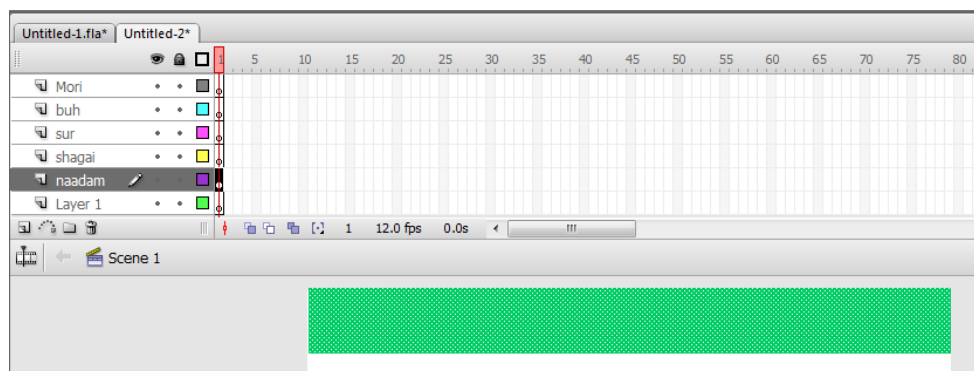 Untitled-1.fla* Untitled-2*
1 5 10 15 20 25 30 35 40 45 50 55 60 65 70 75 80
Mori
buh
sur
shagai
naadam
Layer 1
1 12.0 fps 0.0s
Scene 1